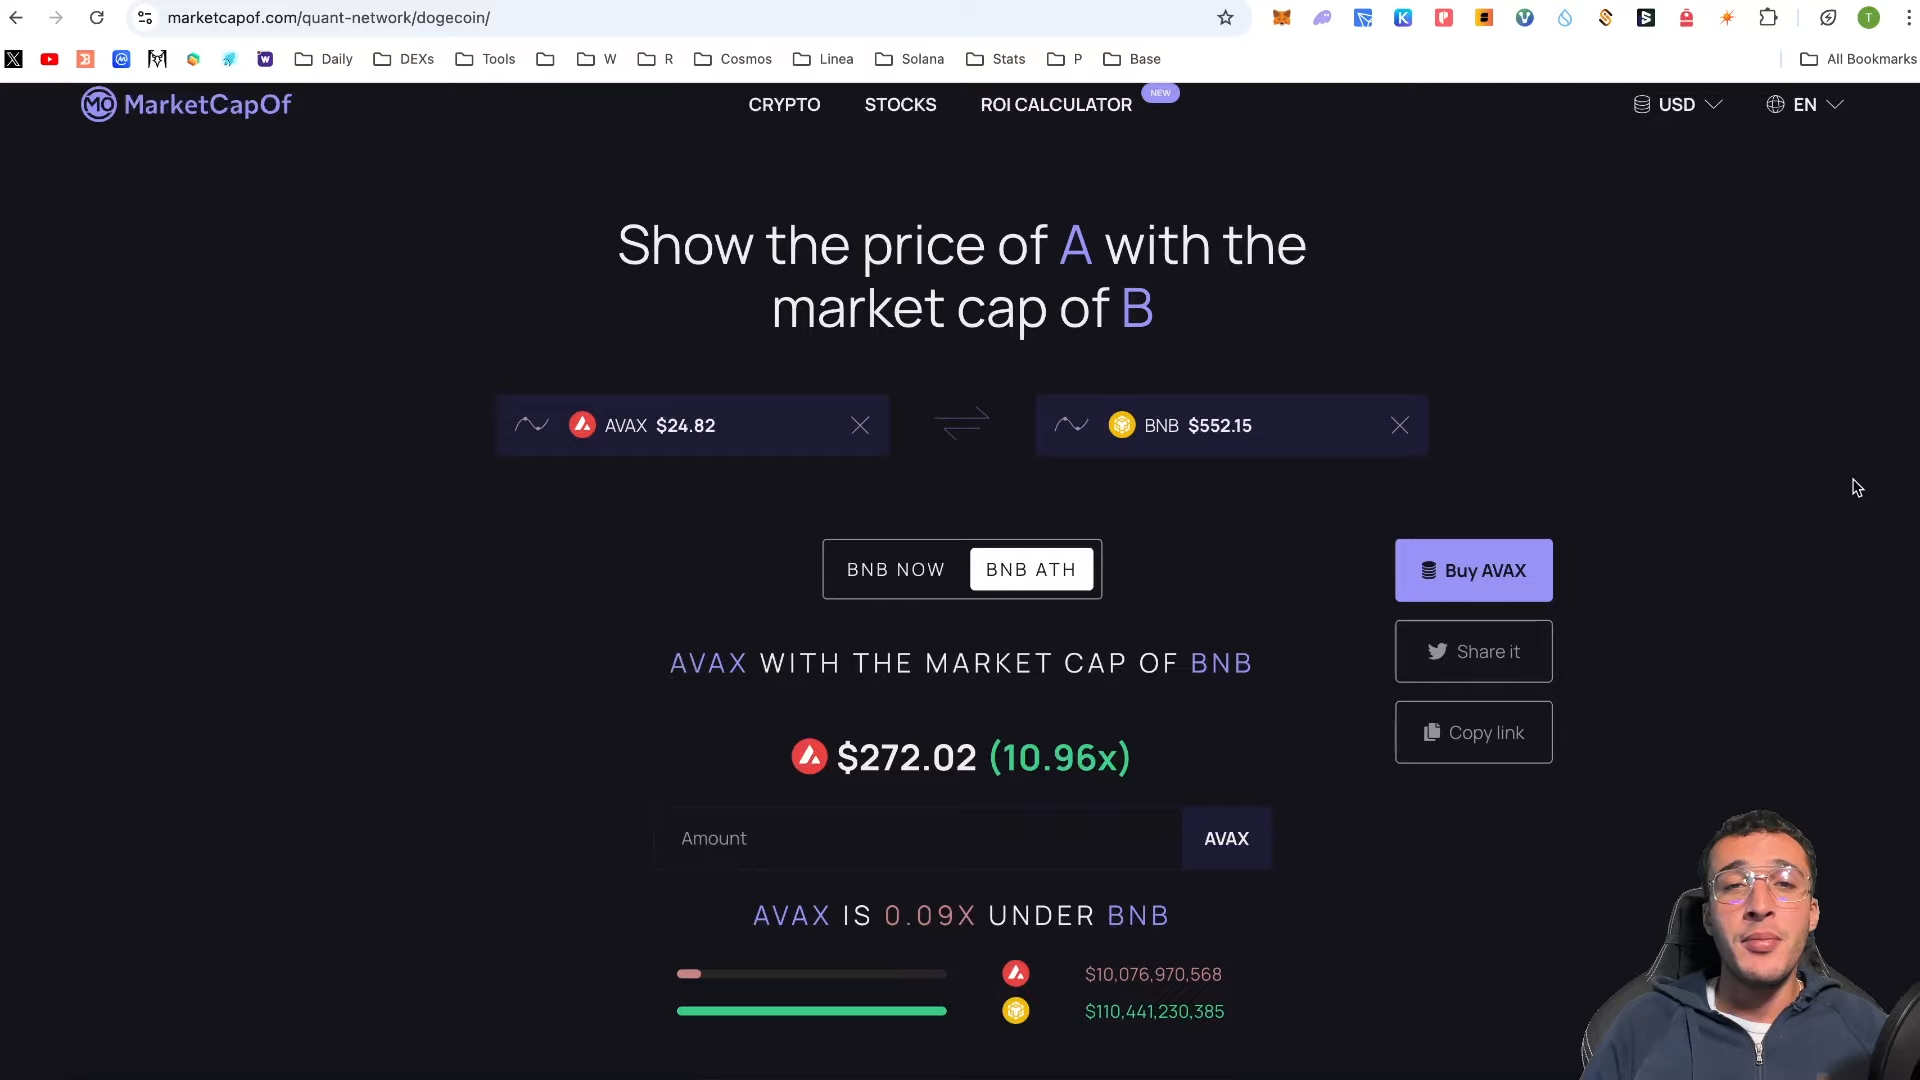 marketcapof.com/quant-network/dogecoin/
T
Daily
DEXs
Tools
W
R
Cosmos
Linea
Solana
Stats
P
Base
All Bookmarks
MO MarketCapOf
CRYPTO
STOCKS
ROI CALCULATOR
NEW
USD
EN
Show the price of A with the
market cap of B
AVAX $24.82
BNB $552.15
BNB NOW
BNB ATH
Buy AVAX
AVAX WITH THE MARKET CAP OF BNB
Share it
$272.02 (10.96x)
Copy link
Amount
AVAX
AVAX IS 0.09X UNDER BNB
$10,076,970,568
$110,441,230,385